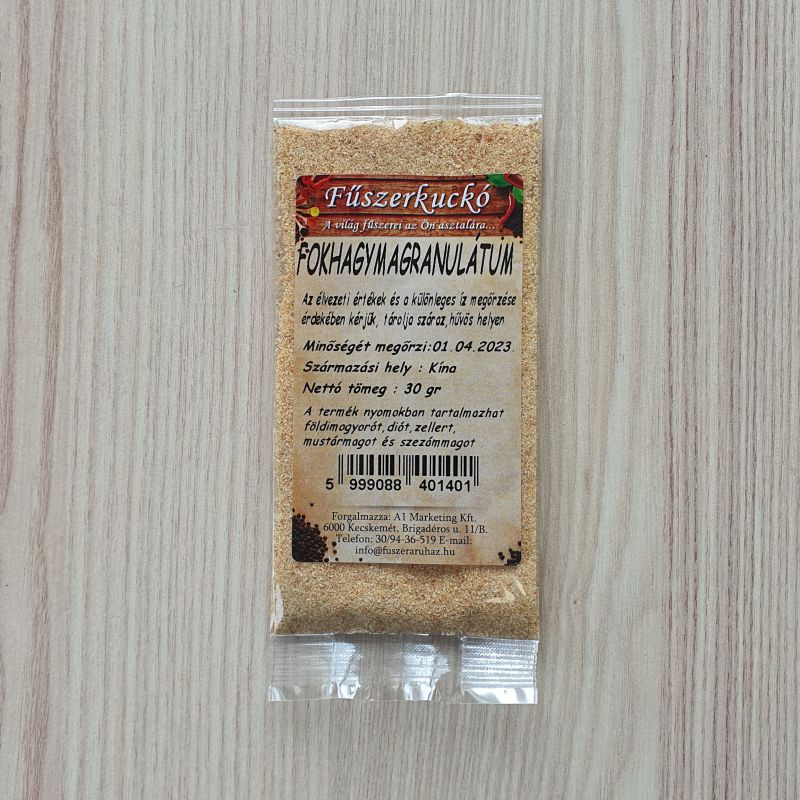 Fűszerkuckó
A világ fűszerei az Ön asztalára...
FOKHAGYMAGRANULÁTUM
Az élvezeti értékek és a különleges íz megőrzése
érdekében kérjük, tárolja száraz,hűvös helyen
Minőségét megőrzi:01.04.2023.
Származási hely : Kína
Nettó tömeg : 30 gr
A termék nyomokban tartalmazhat
földimogyorót,diót,zellert,
mustármagot és szezámmagot
5 999088 401401
Forgalmazza: A1 Marketing Kft.
6000 Kecskemét, Brigadéros u. 11/B.
Telefon: 30/94-36-519 E-mail:
info@fuszeraruhaz.hu